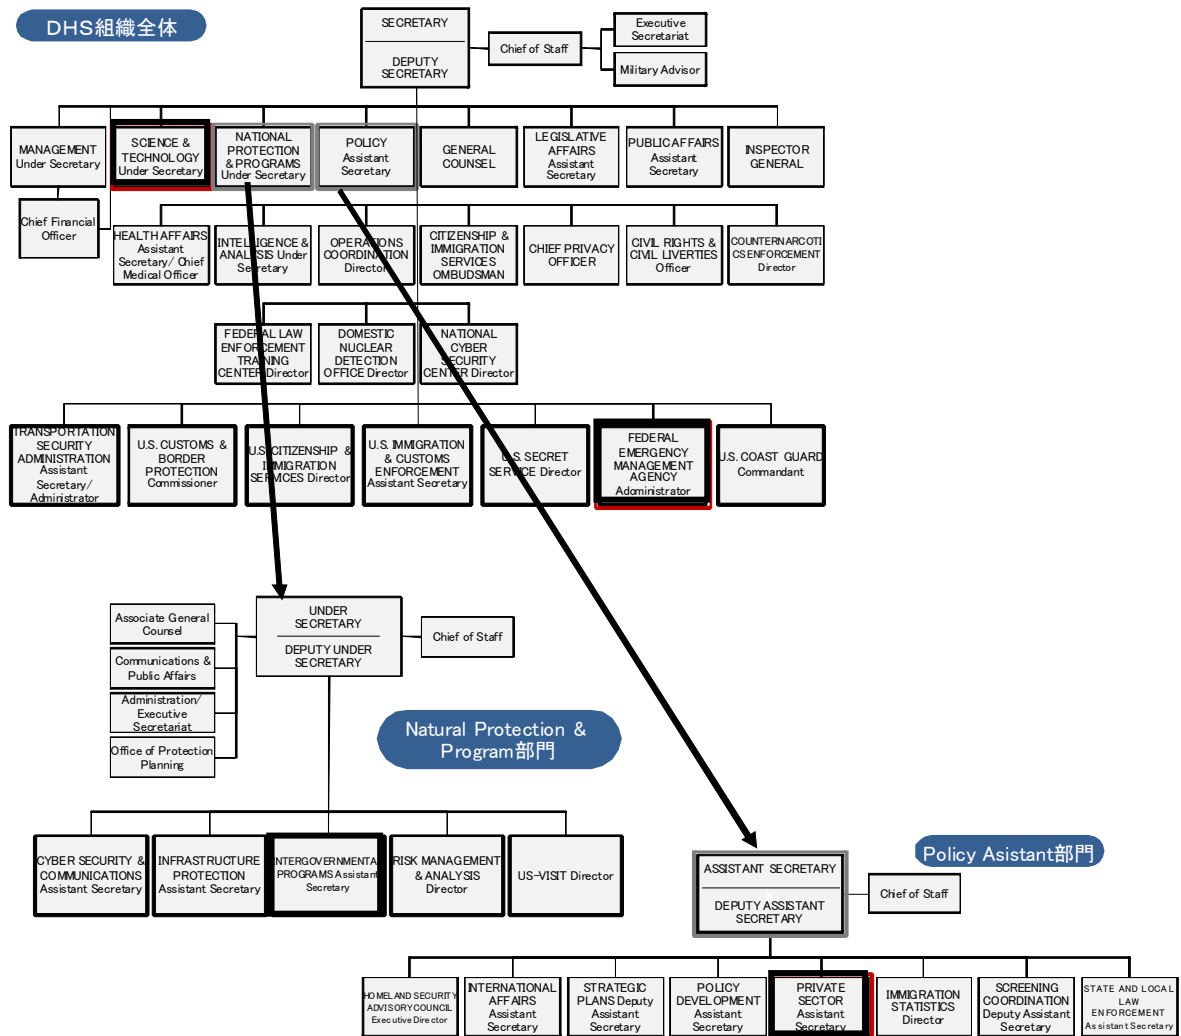 DHS組織全体
SECRETARY
DEPUTY
SECRETARY
Chief of Staff
Executive
Secretariat
Military Advisor
MANAGEMENT
Under Secretary
SCIENCE &
TECHNOLOGY
Under Secretary
NATIONAL
PROTECTION
& PROGRAMS
Under Secretary
POLICY
Assistant
Secretary
GENERAL
COUNSEL
LEGISLATIVE
AFFAIRS
Assistant
Secretary
PUBLIC AFFAIRS
Assistant
Secretary
INSPECTOR
GENERAL
Chief Financial
Officer
HEALTH AFFAIRS
Assistant
Secretary/ Chief
Medical Officer
INTELLIGENCE &
ANALYSIS Under
Secretary
OPERATIONS
COORDINATION
Director
CITIZENSHIP &
IMMIGRATION
SERVICES
OMBUDSMAN
CHIEF PRIVACY
OFFICER
CIVIL RIGHTS &
CIVIL LIVERTIES
Officer
COUNTERNARCOTI
CS ENFORCEMENT
Director
FEDERAL LAW
ENFORCEMENT
TRAINING
CENTER Director
DOMESTIC
NUCLEAR
DETECTION
OFFICE Director
NATIONAL
CYBER
SECURITY
CENTER Director
TRANSPORTATION
SECURITY
ADMINISTRATION
Assistant
Secretary/
Administrator
U.S. CUSTOMS &
BORDER
PROTECTION
Commissioner
U.S. CITIZENSHIP &
IMMIGRATION
SERVICES Director
U.S. IMMIGRATION
& CUSTOMS
ENFORCEMENT
Assistant Secretary
U.S. SECRET
SERVICE Director
FEDERAL
EMERGENCY
MANAGEMENT
AGENCY
Adoministrator
U.S. COAST GUARD
Commandant
Associate General
Counsel
Communications &
Public Affairs
Administration/
Executive
Secretariat
Office of Protection
Planning
UNDER
SECRETARY
DEPUTY UNDER
SECRETARY
Chief of Staff
Natural Protection &
Program部門
CYBER SECURITY &
COMMUNICATIONS
Assistant Secretary
INFRASTRUCTURE
PROTECTION
Assistant Secretary
INTERGOVERNMENTA
PROGRAMS Assistant
Secretary
RISK MANAGEMENT
& ANALYSIS
Director
US-VISIT Director
Policy Asistant部門
ASSISTANT SECRETARY
DEPUTY ASSISTANT
SECRETARY
Chief of Staff
HOMELAND SECURITY
ADVISORY COUNCIL
Executive Director
INTERNATIONAL
AFFAIRS
Assistant
Secretary
STRATEGIC
PLANS Deputy
Assistant
Secretary
POLICY
DEVELOPMENT
Assistant
Secretary
PRIVATE
SECTOR
Assistant
Secretary
IMMIGRATION
STATISTICS
Director
SCREENING
COORDINATION
Deputy Assistant
Secretary
STATE AND LOCAL
LAW
ENFORCEMENT
Assistant Secretary